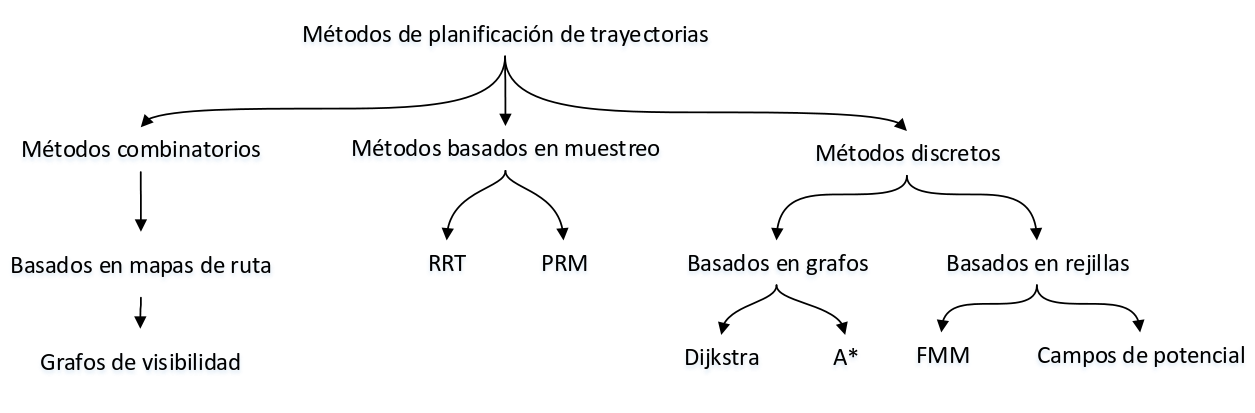 Métodos de planificación de trayectorias
Métodos combinatorios
Métodos basados en muestreo
Métodos discretos
Basados en mapas de ruta
RRT
PRM
Basados en grafos
Basados en rejillas
Grafos de visibilidad
Dijkstra
A*
FMM
Campos de potencial